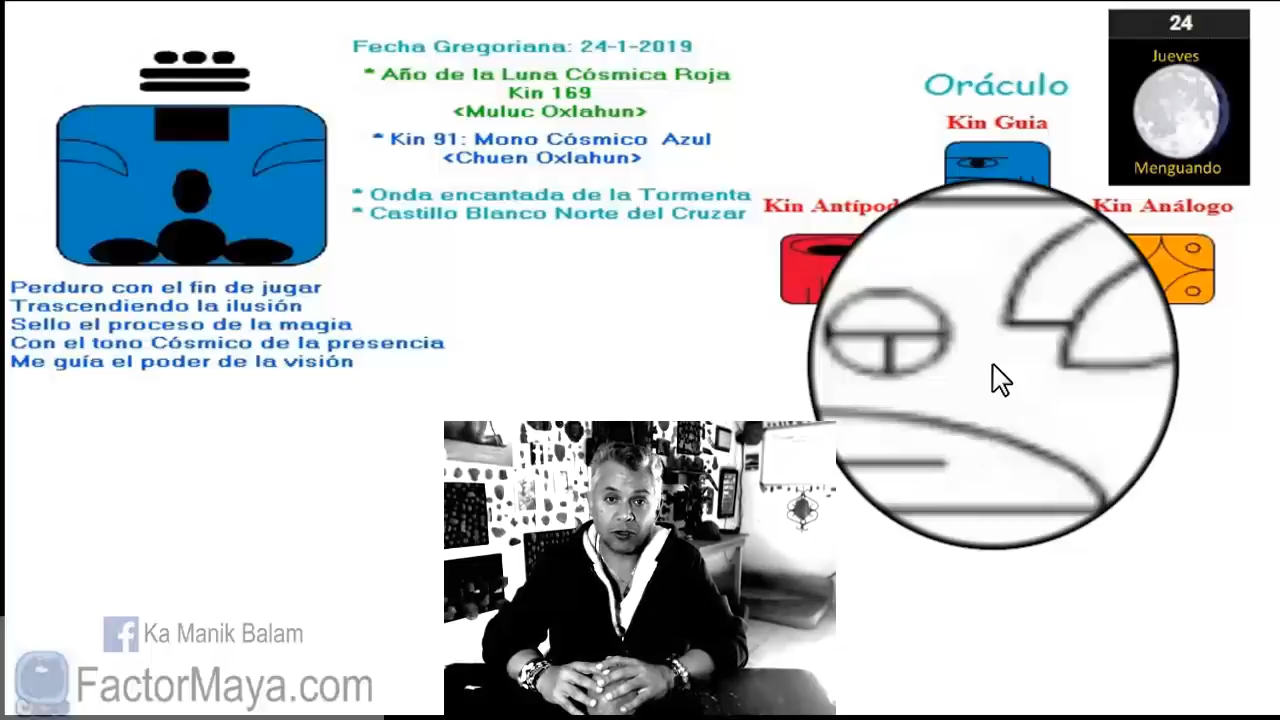 Fecha Gregoriana: 24-1-2019
* Año de la Luna Cósmica Roja
Kin 169
<Muluc Oxlahun>
* Kin 91: Mono Cósmico Azul
<Chuen Oxlahun>
* Onda encantada de la Tormenta
* Castillo Blanco Norte del Cruzar
Perduro con el fin de jugar
Trascendiendo la ilusión
Sello el proceso de la magia
Con el tono Cósmico de la presencia
Me guía el poder de la visión
Oráculo
Kin Guia
Kin Antípod
Kin Análogo
24
Jueves
Menguando
Ka Manik Balam
FactorMaya.com